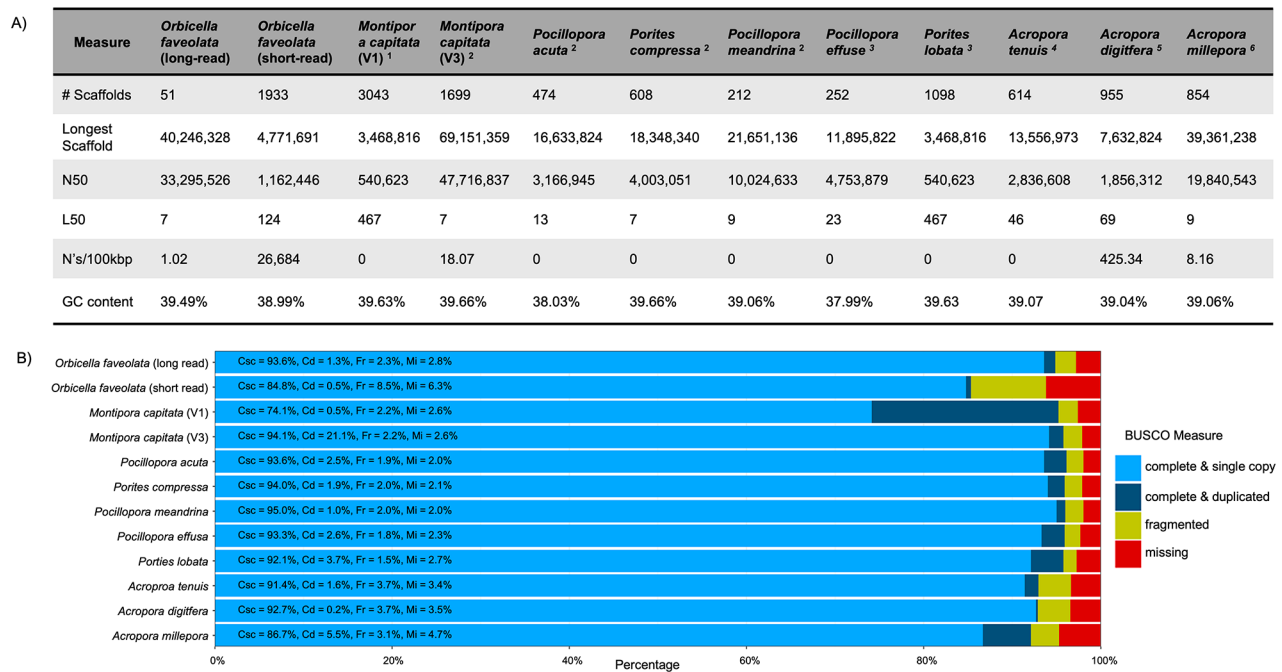 A)
Measure Orbicella faveolata (long-read) Orbicella faveolata (short-read) Montipor a capitata (V1) 1 Montipora capitata (V3) 2 Pocillopora acuta 2 Porites compressa 2 Pocillopora meandrina 2 Pocillopora effuse 3 Porites lobata 3 Acropora tenuis 4 Acropora digitfera 5 Acropora millepora 6
# Scaffolds 51 1933 3043 1699 474 608 212 252 1098 614 955 854
Longest Scaffold 40,246,328 4,771,691 3,468,816 69,151,359 16,633,824 18,348,340 21,651,136 11,895,822 3,468,816 13,556,973 7,632,824 39,361,238
N50 33,295,526 1,162,446 540,623 47,716,837 3,166,945 4,003,051 10,024,633 4,753,879 540,623 2,836,608 1,856,312 19,840,543
L50 7 124 467 7 13 7 9 23 467 46 69 9
N's/100kbp 1.02 26,684 0 18.07 0 0 0 0 0 0 425.34 8.16
GC content 39.49% 38.99% 39.63% 39.66% 38.03% 39.66% 39.06% 37.99% 39.63 39.07 39.04% 39.06%
B)
Orbicella faveolata (long read) Csc = 93.6%, Cd = 1.3%, Fr = 2.3%, Mi = 2.8%
Orbicella faveolata (short read) Csc = 84.8%, Cd = 0.5%, Fr = 8.5%, Mi = 6.3%
Montipora capitata (V1) Csc = 74.1%, Cd = 0.5%, Fr = 2.2%, Mi = 2.6%
Montipora capitata (V3) Csc = 94.1%, Cd = 21.1%, Fr = 2.2%, Mi = 2.6%
Pocillopora acuta Csc = 93.6%, Cd = 2.5%, Fr = 1.9%, Mi = 2.0%
Porites compressa Csc = 94.0%, Cd = 1.9%, Fr = 2.0%, Mi = 2.1%
Pocillopora meandrina Csc = 95.0%, Cd = 1.0%, Fr = 2.0%, Mi = 2.0%
Pocillopora effusa Csc = 93.3%, Cd = 2.6%, Fr = 1.8%, Mi = 2.3%
Porties lobata Csc = 92.1%, Cd = 3.7%, Fr = 1.5%, Mi = 2.7%
Acroproa tenuis Csc = 91.4%, Cd = 1.6%, Fr = 3.7%, Mi = 3.4%
Acropora digitfera Csc = 92.7%, Cd = 0.2%, Fr = 3.7%, Mi = 3.5%
Acropora millepora Csc = 86.7%, Cd = 5.5%, Fr = 3.1%, Mi = 4.7%
0% 20% 40% 60% 80% 100%
Percentage
BUSCO Measure
complete & single copy
complete & duplicated
fragmented
missing